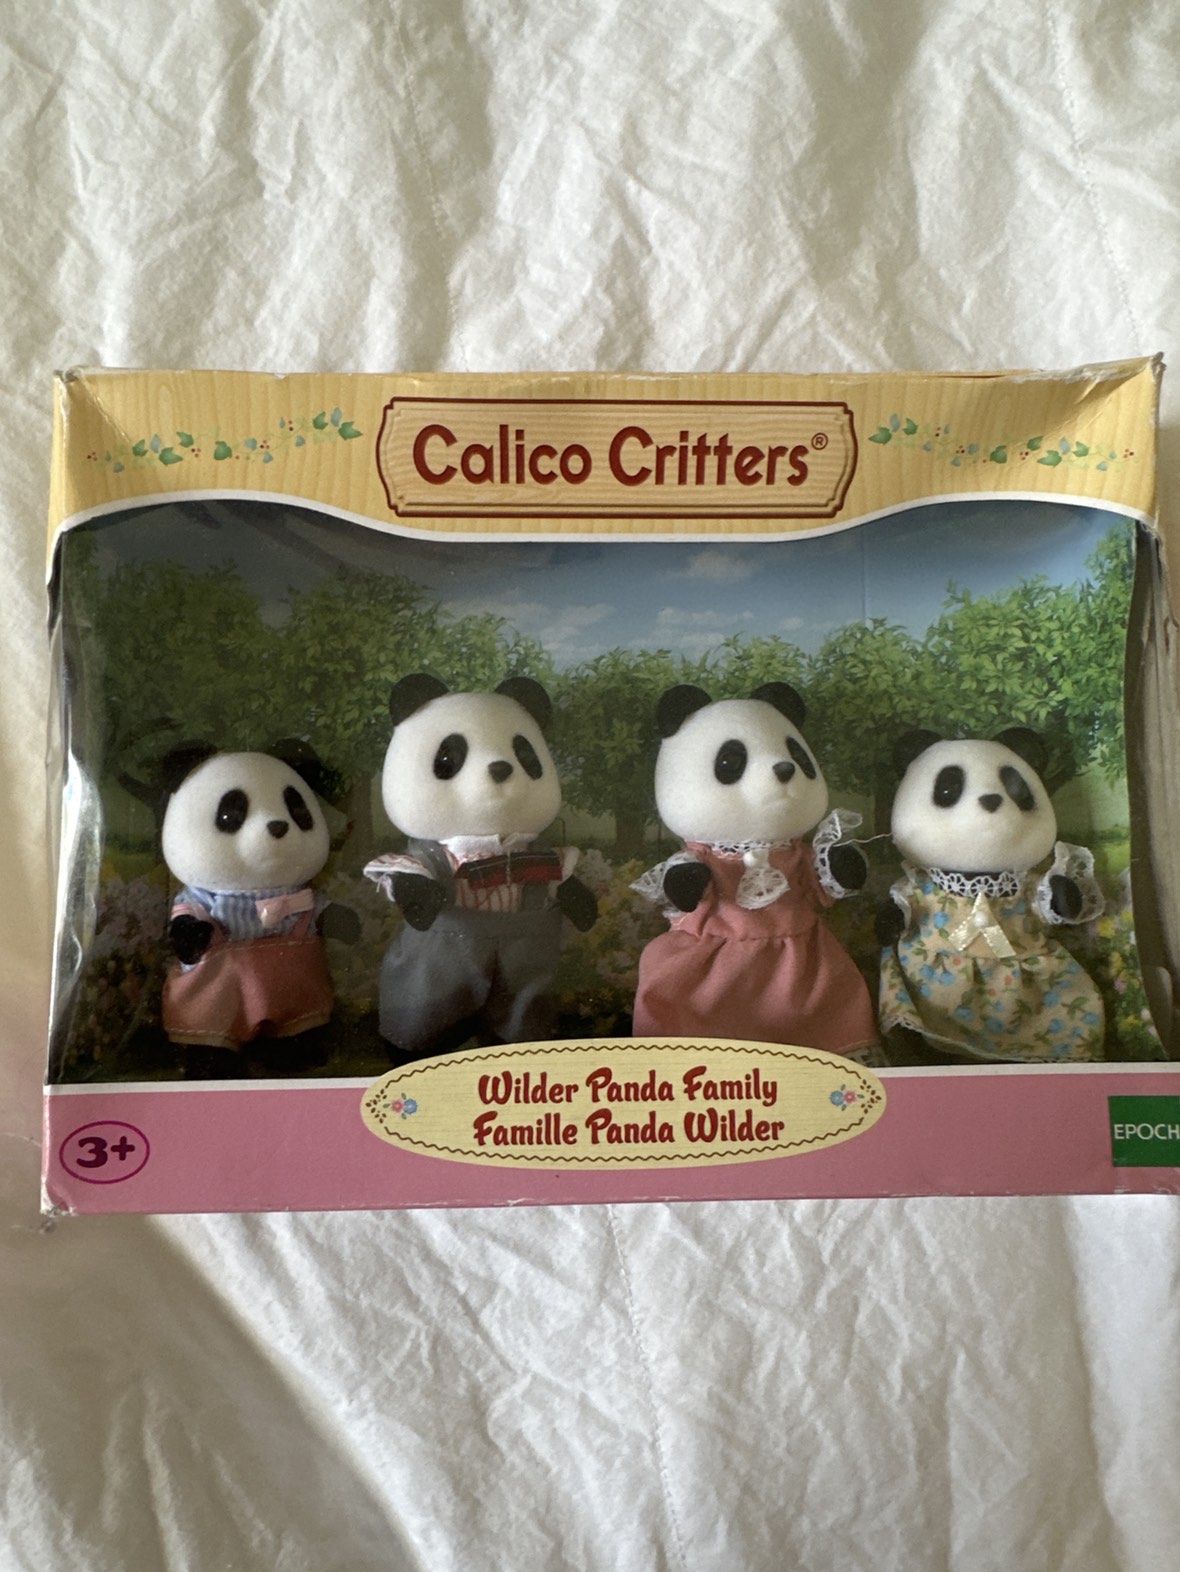 Calico Critters®
Wilder Panda Family
Famille Panda Wilder
3+
EPOCH